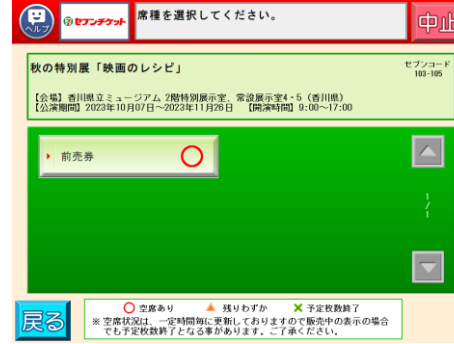 ヘルプ
セブンチケット
席種を選択してください。
中止
秋の特別展「映画のレシピ」
セブンコード
103-105
【会場】香川県立ミュージアム 2階特別展示室、常設展示室4・5（香川県）
【公演期間】2023年10月07日～2023年11月26日 【開演時間】9:00～17:00
前売券
1
/
1
戻る
空席あり 残りわずか 予定枚数終了
※ 空席状況は、一定時間毎に更新しておりますので販売中の表示の場合
でも予定枚数終了となる事があります。ご了承ください。